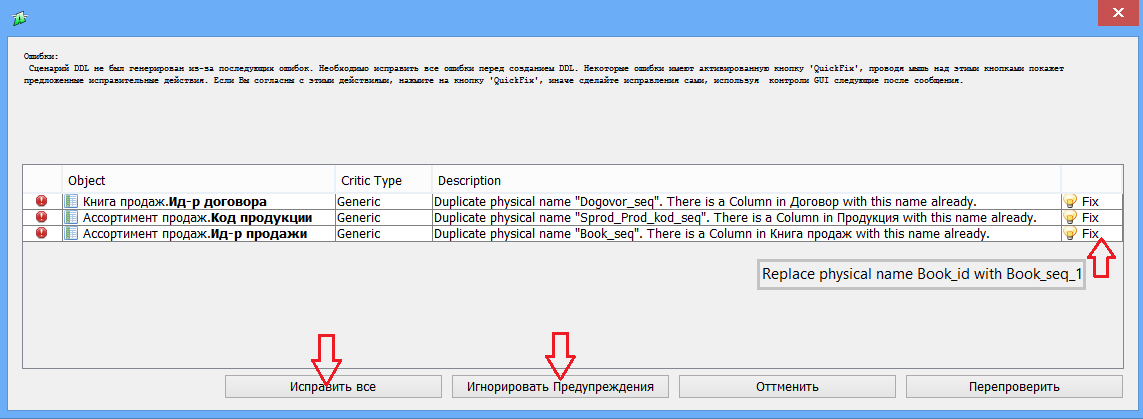 Ошибки:
Сценарий DDL не был генерирован из-за последующих ошибок. Необходимо исправить все ошибки перед созданием DDL. Некоторые ошибки имеют активированную кнопку 'QuickFix', проводя мышь над этими кнопками покажет
предложенные исправительные действия. Если Вы согласны с этими действиями, нажмите на кнопку 'QuickFix', иначе сделайте исправления сами, используя контроли GUI следующие после сообщения.
Object Critic Type Description
Книга продаж.Ид-р договора Generic Duplicate physical name "Dogovor_seq". There is a Column in Договор with this name already. Fix
Ассортимент продаж.Код продукции Generic Duplicate physical name "Sprod_Prod_kod_seq". There is a Column in Продукция with this name already. Fix
Ассортимент продаж.Ид-р продажи Generic Duplicate physical name "Book_seq". There is a Column in Книга продаж with this name already. Fix
Replace physical name Book_id with Book_seq_1
Исправить все Игнорировать Предупреждения Оттменить Перепроверить